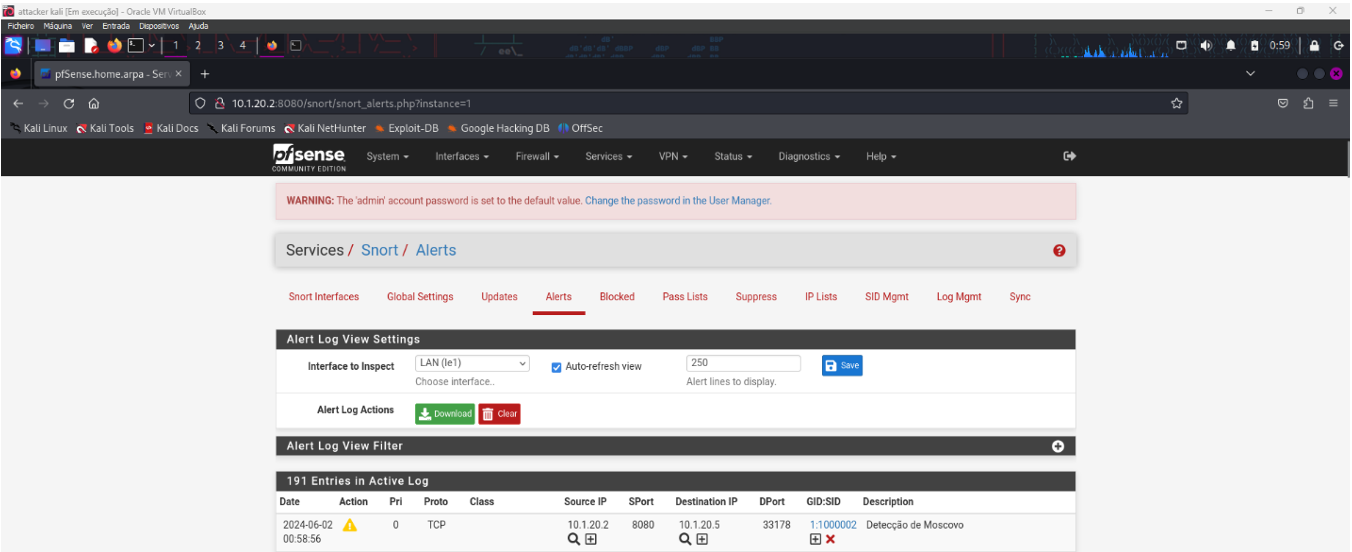 attacker kali [Em execução] - Oracle VM VirtualBox
Ficheiro Máquina Ver Entrada Dispositivos Ajuda
1 2 3 4 0:59
pfSense.home.arpa - Serv
10.1.20.2:8080/snort/snort_alerts.php?instance=1
Kali Linux Kali Tools Kali Docs Kali Forums Kali NetHunter Exploit-DB Google Hacking DB OffSec
pfsense System Interfaces Firewall Services VPN Status Diagnostics Help
COMMUNITY EDITION
WARNING: The 'admin' account password is set to the default value. Change the password in the User Manager.
Services / Snort / Alerts
Snort Interfaces Global Settings Updates Alerts Blocked Pass Lists Suppress IP Lists SID Mgmt Log Mgmt Sync
Alert Log View Settings
Interface to Inspect LAN (le1) Auto-refresh view 250 Save
Choose interface.. Alert lines to display.
Alert Log Actions Download Clear
Alert Log View Filter
191 Entries in Active Log
Date Action Pri Proto Class Source IP SPort Destination IP DPort GID:SID Description
2024-06-02 0 TCP 10.1.20.2 8080 10.1.20.5 33178 1:1000002 Detecção de Moscovo
00:58:56